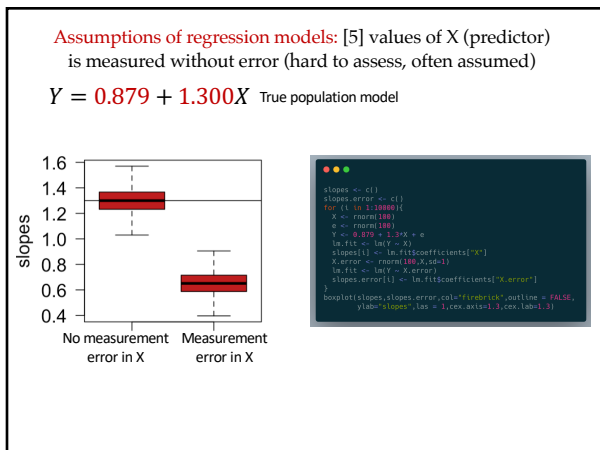 Assumptions of regression models: [5] values of X (predictor)
is measured without error (hard to assess, often assumed)
Y = 0.879 + 1.300X True population model
slopes
1.6
1.4
1.2
1.0
0.8
0.6
0.4
No measurement
error in X
Measurement
error in X
slopes <- c()
slopes.error <- c()
for (i in 1:10000){
X <- rnorm(100)
e <- rnorm(100)
Y <- 0.879 + 1.3*X + e
lm.fit <- lm(Y ~ X)
slopes[i] <- lm.fit$coefficients["X"]
X.error <- rnorm(100,X,sd=1)
lm.fit <- lm(Y ~ X.error)
slopes.error[i] <- lm.fit$coefficients["X.error"]
}
boxplot(slopes,slopes.error,col="firebrick",outline = FALSE,
ylab="slopes",las = 1,cex.axis=1.3,cex.lab=1.3)